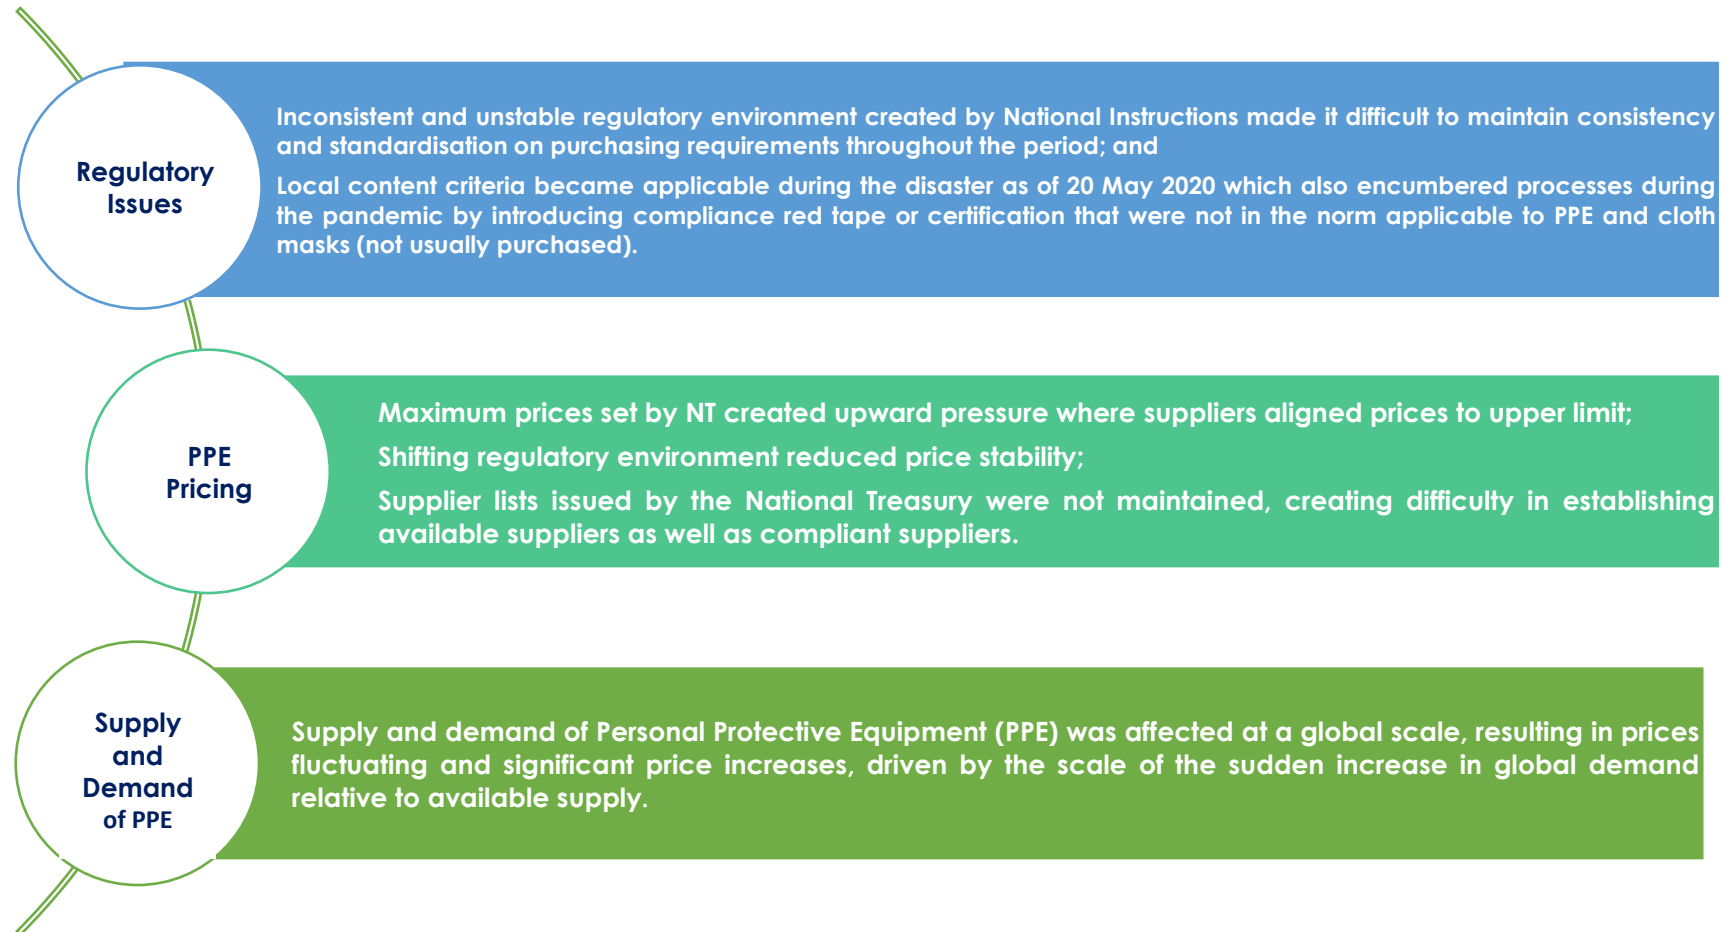 Regulatory
Issues
Inconsistent and unstable regulatory environment created by National Instructions made it difficult to maintain consistency
and standardisation on purchasing requirements throughout the period; and
Local content criteria became applicable during the disaster as of 20 May 2020 which also encumbered processes during
the pandemic by introducing compliance red tape or certification that were not in the norm applicable to PPE and cloth
masks (not usually purchased).
PPE
Pricing
Maximum prices set by NT created upward pressure where suppliers aligned prices to upper limit;
Shifting regulatory environment reduced price stability;
Supplier lists issued by the National Treasury were not maintained, creating difficulty in establishing
available suppliers as well as compliant suppliers.
Supply
and
Demand
of PPE
Supply and demand of Personal Protective Equipment (PPE) was affected at a global scale, resulting in prices
fluctuating and significant price increases, driven by the scale of the sudden increase in global demand
relative to available supply.